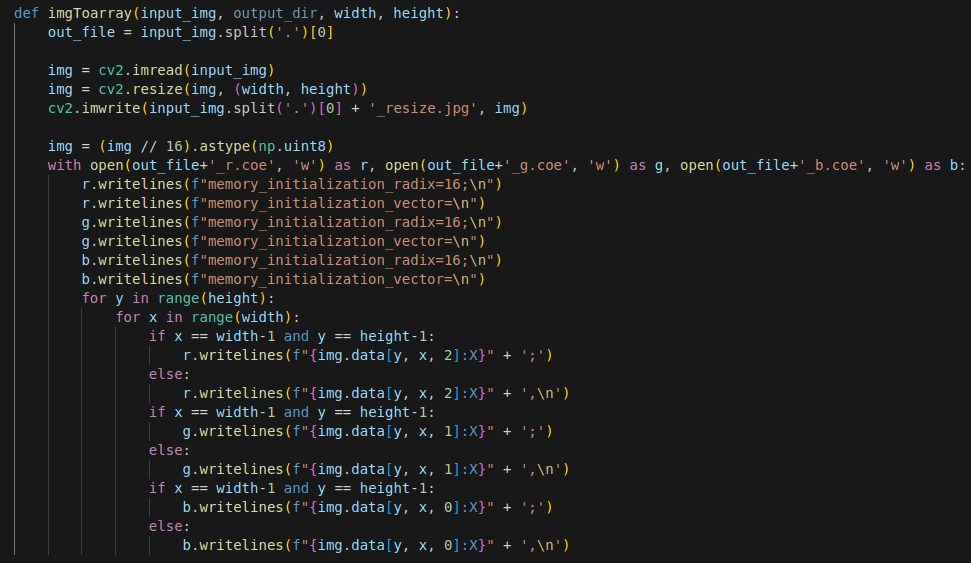 def imgToarray(input_img, output_dir, width, height):
    out_file = input_img.split('.')[0]

    img = cv2.imread(input_img)
    img = cv2.resize(img, (width, height))
    cv2.imwrite(input_img.split('.')[0] + '_resize.jpg', img)

    img = (img // 16).astype(np.uint8)
    with open(out_file+'_r.coe', 'w') as r, open(out_file+'_g.coe', 'w') as g, open(out_file+'_b.coe', 'w') as b:
        r.writelines(f"memory_initialization_radix=16;\n")
        r.writelines(f"memory_initialization_vector=\n")
        g.writelines(f"memory_initialization_radix=16;\n")
        g.writelines(f"memory_initialization_vector=\n")
        b.writelines(f"memory_initialization_radix=16;\n")
        b.writelines(f"memory_initialization_vector=\n")
        for y in range(height):
            for x in range(width):
                if x == width-1 and y == height-1:
                    r.writelines(f"{img.data[y, x, 2]:X}" + ';')
                else:
                    r.writelines(f"{img.data[y, x, 2]:X}" + ',\n')
                if x == width-1 and y == height-1:
                    g.writelines(f"{img.data[y, x, 1]:X}" + ';')
                else:
                    g.writelines(f"{img.data[y, x, 1]:X}" + ',\n')
                if x == width-1 and y == height-1:
                    b.writelines(f"{img.data[y, x, 0]:X}" + ';')
                else:
                    b.writelines(f"{img.data[y, x, 0]:X}" + ',\n')